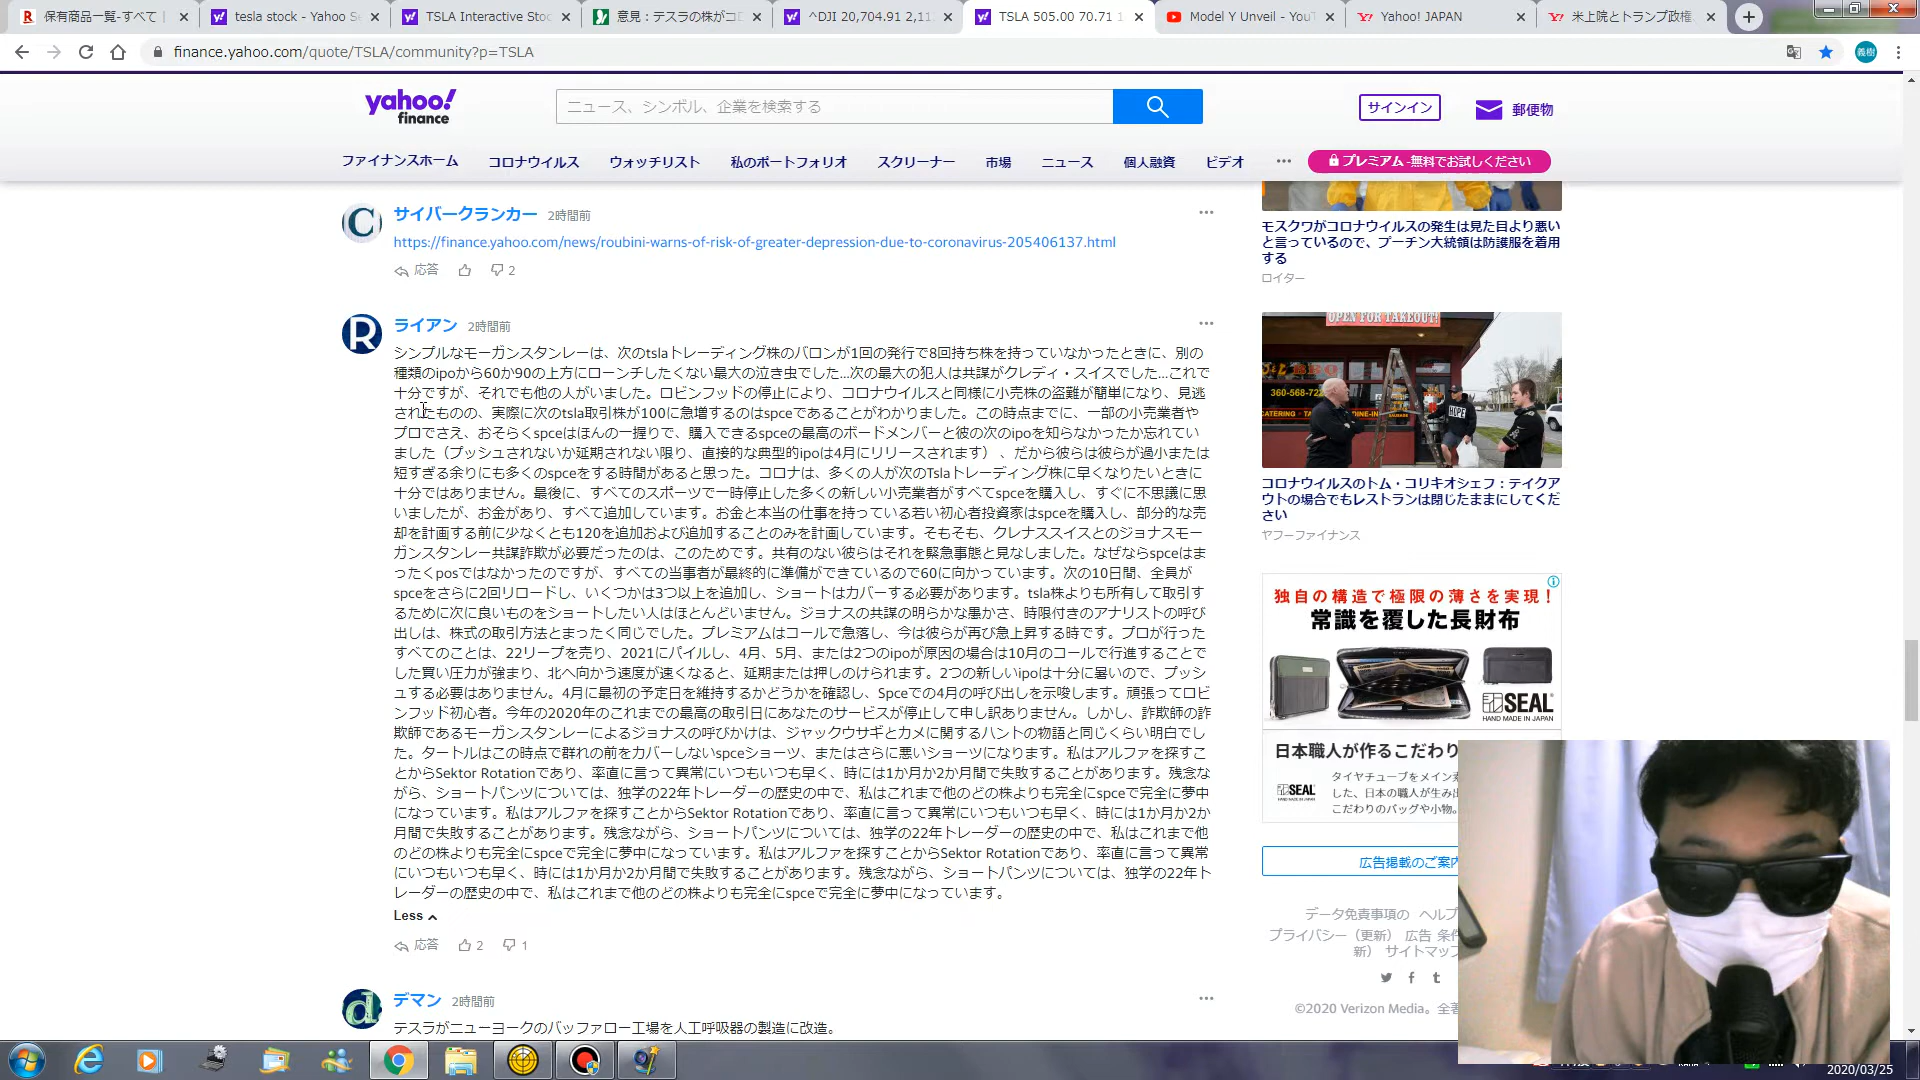 保有商品一覧-すべて |
tesla stock - Yahoo Se
TSLA Interactive Stoc
意見：テスラの株がコ
^DJI 20,704.91 2,11
TSLA 505.00 70.71 1
Model Y Unveil - YouT
Yahoo! JAPAN
米上院とトランプ政権
finance.yahoo.com/quote/TSLA/community?p=TSLA
義樹
yahoo!
finance
ニュース、シンボル、企業を検索する
サインイン
郵便物
ファイナンスホーム コロナウイルス ウォッチリスト 私のポートフォリオ スクリーナー 市場 ニュース 個人融資 ビデオ ••• プレミアム-無料でお試しください
サイバークランカー 2時間前
https://finance.yahoo.com/news/roubini-warns-of-risk-of-greater-depression-due-to-coronavirus-205406137.html
応答 2
ライアン 2時間前
シンプルなモーガンスタンレーは、次のtslaトレーディング株のバロンが1回の発行で8回持ち株を持っていなかったときに、別の
種類のipoから60か90の上方にローンチしたくない最大の泣き虫でした...次の最大の犯人は共謀がクレディ・スイスでした...これで
十分ですが、それでも他の人がいました。ロビンフッドの停止により、コロナウイルスと同様に小売株の盗難が簡単になり、見逃
されたものの、実際に次のtsla取引株が100に急増するのはspceであることがわかりました。この時点までに、一部の小売業者や
プロでさえ、おそらくspceはほんの一握りで、購入できるspceの最高のボードメンバーと彼の次のipoを知らなかったか忘れてい
ました（プッシュされないか延期されない限り、直接的な典型的ipoは4月にリリースされます）、だから彼らは彼らが過小または
短すぎる余りにも多くのspceをする時間があると思った。コロナは、多くの人が次のTslaトレーディング株に早くなりたいときに
十分ではありません。最後に、すべてのスポーツで一時停止した多くの新しい小売業者がすべてspceを購入し、すぐに不思議に思
いましたが、お金があり、すべて追加しています。お金と本当の仕事を持っている若い初心者投資家はspceを購入し、部分的な売
却を計画する前に少なくとも120を追加および追加することのみを計画しています。そもそも、クレナススイスとのジョナスモー
ガンスタンレー共謀詐欺が必要だったのは、このためです。共有のない彼らはそれを緊急事態と見なしました。なぜならspceはま
ったくposではなかったのですが、すべての当事者が最終的に準備ができているので60に向かっています。次の10日間、全員が
spceをさらに2回リロードし、いくつかは3つ以上を追加し、ショートはカバーする必要があります。tsla株よりも所有して取引す
るために次に良いものをショートしたい人はほとんどいません。ジョナスの共謀の明らかな愚かさ、時限付きのアナリストの呼び
出しは、株式の取引方法とまったく同じでした。プレミアムはコールで急落し、今は彼らが再び急上昇する時です。プロが行った
すべてのことは、22リープを売り、2021にパイルし、4月、5月、または2つのipoが原因の場合は10月のコールで行進することで
した買い圧力が強まり、北へ向かう速度が速くなると、延期または押しのけられます。2つの新しいipoは十分に暑いので、プッシ
ュする必要はありません。4月に最初の予定日を維持するかどうかを確認し、Spceでの4月の呼び出しを示唆します。頑張ってロビ
ンフッド初心者。今年の2020年のこれまでの最高の取引日にあなたのサービスが停止して申し訳ありません。しかし、詐欺師の詐
欺師であるモーガンスタンレーによるジョナスの呼びかけは、ジャックウサギとカメに関するハントの物語と同じくらい明白でし
た。タートルはこの時点で群れの前をカバーしないspceショーツ、またはさらに悪いショーツになります。私はアルファを探すこ
とからSektor Rotationであり、率直に言って異常にいつもいつも早く、時には1か月か2か月間で失敗することがあります。残念な
がら、ショートパンツについては、独学の22年トレーダーの歴史の中で、私はこれまで他のどの株よりも完全にspceで完全に夢中
になっています。私はアルファを探すことからSektor Rotationであり、率直に言って異常にいつもいつも早く、時には1か月か2か
月間で失敗することがあります。残念ながら、ショートパンツについては、独学の22年トレーダーの歴史の中で、私はこれまで他
のどの株よりも完全にspceで完全に夢中になっています。私はアルファを探すことからSektor Rotationであり、率直に言って異常
にいつもいつも早く、時には1か月か2か月間で失敗することがあります。残念ながら、ショートパンツについては、独学の22年ト
レーダーの歴史の中で、私はこれまで他のどの株よりも完全にspceで完全に夢中になっています。
Less
応答 2 1
デマン 2時間前
テスラがニューヨークのバッファロー工場を人工呼吸器の製造に改造。
モスクワがコロナウイルスの発生は見た目より悪い
と言っているので、プーチン大統領は防護服を着用
する
ロイター
OPEN FOR TAKEOUT!
360-568-722
CATERING · TA
HOPE
コロナウイルスのトム・コリキオシェフ：テイクア
ウトの場合でもレストランは閉じたままにしてくだ
さい
ヤフーファイナンス
独自の構造で極限の薄さを実現！
常識を覆した長財布
SEAL
HAND MADE IN JAPAN
日本職人が作るこだわり
SEAL
タイヤチューブをメイン素
した、日本の職人が生み出
こだわりのバッグや小物。
広告掲載のご案内
データ免責事項の ヘルプ
プライバシー（更新） 広告 条件
新） サイトマップ
©2020 Verizon Media。全著
2020/03/25